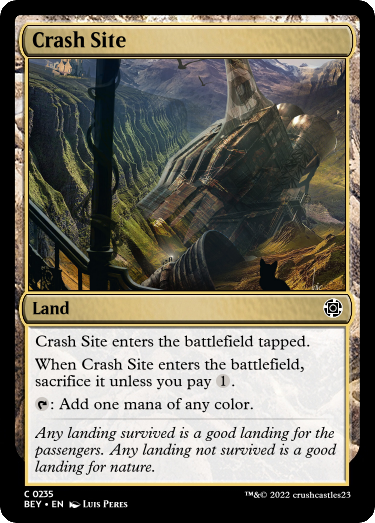 Crash Site
Land
Crash Site enters the battlefield tapped.
When Crash Site enters the battlefield,
sacrifice it unless you pay 1.
: Add one mana of any color.
Any landing survived is a good landing for the
passengers. Any landing not survived is a good
landing for nature.
C 0235
BEY • EN Luis Peres
™&© 2022 crushcastles23